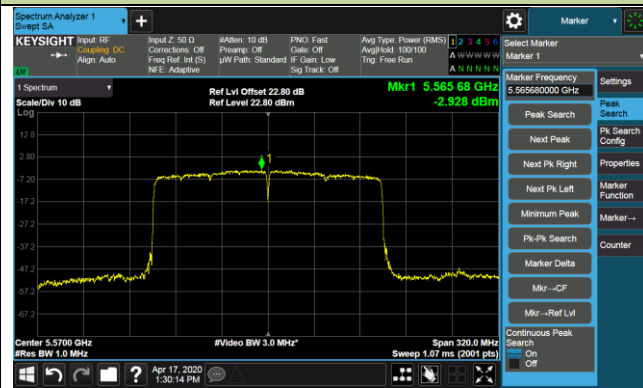 Spectrum Analyzer 1
Swept SA
Marker
KEYSIGHT
Input: RF
Coupling: DC
Align: Auto
Input Z: 50 Ω
Corrections: Off
Freq Ref: Int (S)
NFE: Adaptive
#Atten: 10 dB
Preamp: Off
µW Path: Standard
PNO: Fast
Gate: Off
IF Gain: Low
Sig Track: Off
Avg Type: Power (RMS)
Avg|Hold: 100/100
Trig: Free Run
1 2 3 4 5 6
A W W W W W
A N N N N N
Select Marker
Marker 1
1 Spectrum
Scale/Div 10 dB
Log
Ref Lvl Offset 22.80 dB
Ref Level 22.80 dBm
Mkr1 5.565 68 GHz
-2.928 dBm
12.8
2.80
-7.20
-17.2
-27.2
-37.2
-47.2
-57.2
-67.2
1
Center 5.5700 GHz
#Res BW 1.0 MHz
#Video BW 3.0 MHz*
Span 320.0 MHz
Sweep 1.07 ms (2001 pts)
Marker Frequency
5.565680000 GHz
Peak Search
Next Peak
Next Pk Right
Next Pk Left
Minimum Peak
Pk-Pk Search
Marker Delta
Mkr→CF
Mkr→Ref Lvl
Continuous Peak
Search
On
Off
Settings
Peak
Search
Pk Search
Config
Properties
Marker
Function
Marker→
Counter
Apr 17, 2020
1:30:14 PM